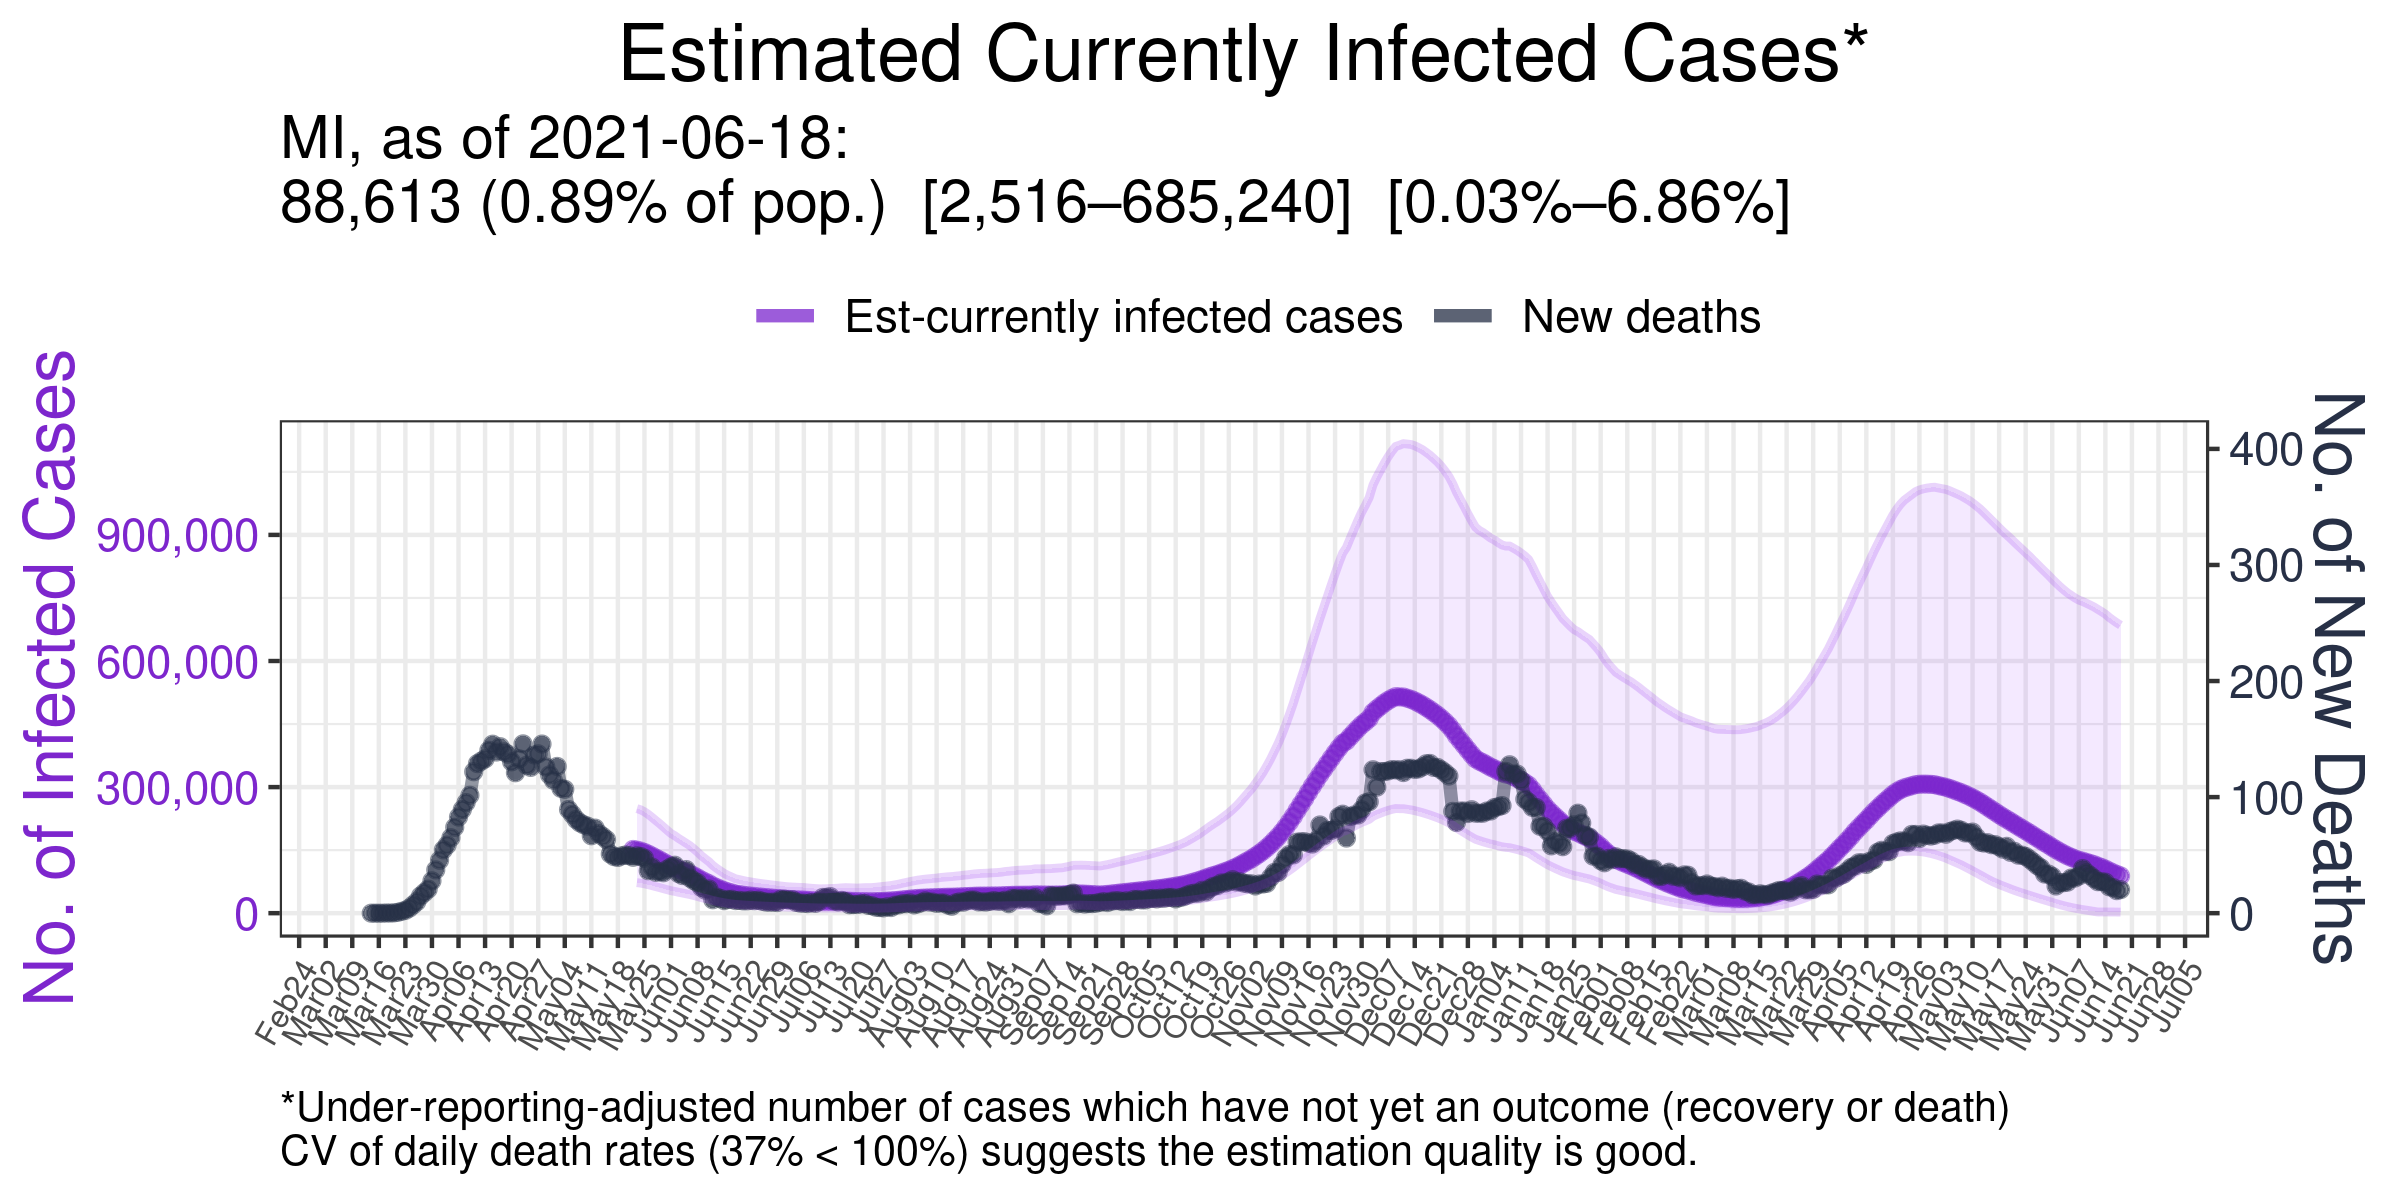 Estimated Currently Infected Cases*
MI, as of 2021-06-18:
88,613 (0.89% of pop.) [2,516–685,240] [0.03%–6.86%]
Est-currently infected cases
New deaths
No. of Infected Cases
900,000
600,000
300,000
0
400
300
200
100
0
No. of New Deaths
Feb24
Mar02
Mar09
Mar16
Mar23
Mar30
Apr06
Apr13
Apr20
Apr27
May04
May11
May18
May25
Jun01
Jun08
Jun15
Jun22
Jun29
Jul06
Jul13
Jul20
Jul27
Aug03
Aug10
Aug17
Aug24
Aug31
Sep07
Sep14
Sep21
Sep28
Oct05
Oct12
Oct19
Oct26
Nov02
Nov09
Nov16
Nov23
Nov30
Dec07
Dec14
Dec21
Dec28
Jan04
Jan11
Jan18
Jan25
Feb01
Feb08
Feb15
Feb22
Mar01
Mar08
Mar15
Mar22
Mar29
Apr05
Apr12
Apr19
Apr26
May03
May10
May17
May24
May31
Jun07
Jun14
Jun21
Jun28
Jul05
*Under-reporting-adjusted number of cases which have not yet an outcome (recovery or death)
CV of daily death rates (37% < 100%) suggests the estimation quality is good.